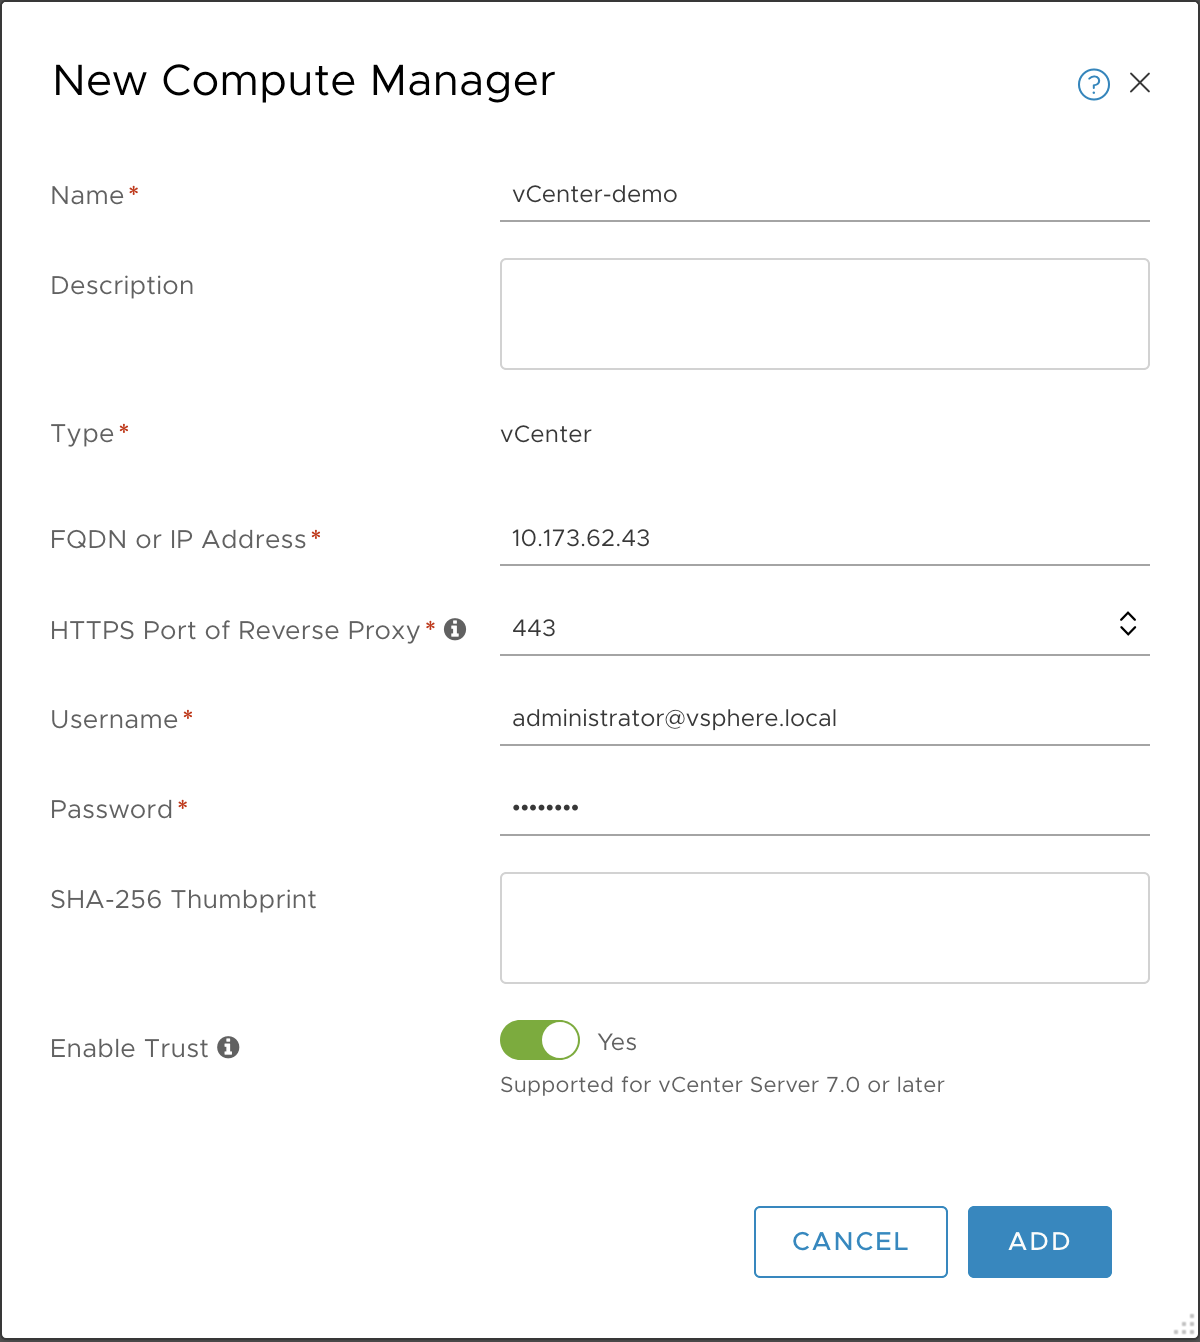 New Compute Manager
Name*
vCenter-demo
Description
Type*
vCenter
FQDN or IP Address*
10.173.62.43
HTTPS Port of Reverse Proxy*
443
Username*
administrator@vsphere.local
Password*
••••••••
SHA-256 Thumbprint
Enable Trust
Yes
Supported for vCenter Server 7.0 or later
CANCEL
ADD